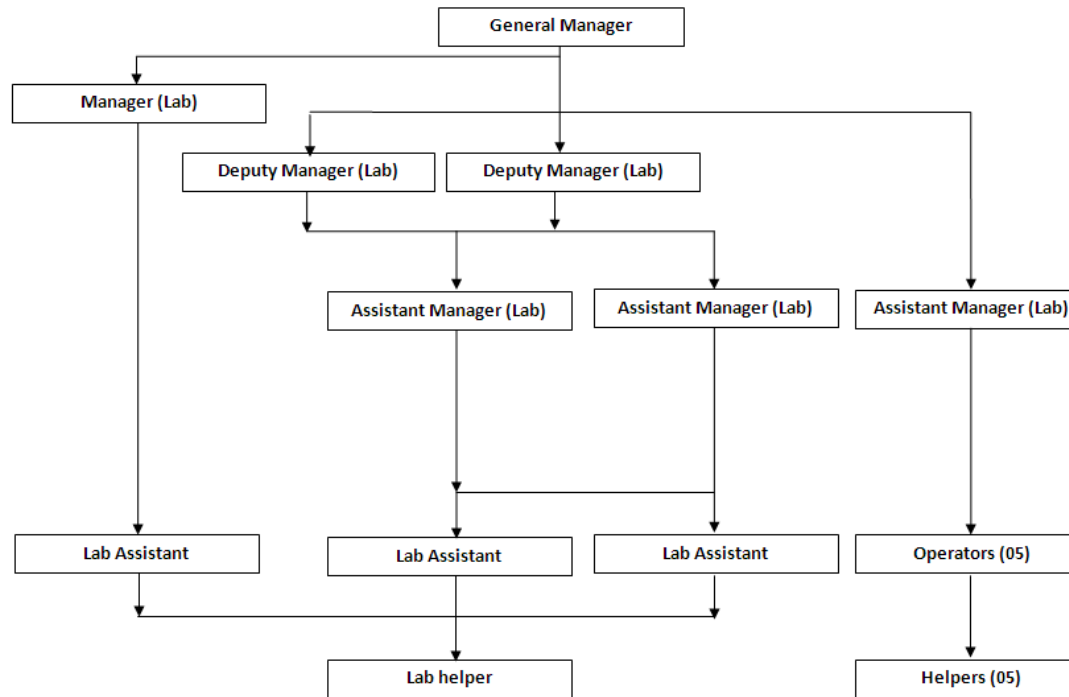 General Manager
Manager (Lab)
Deputy Manager (Lab)
Deputy Manager (Lab)
Assistant Manager (Lab)
Assistant Manager (Lab)
Assistant Manager (Lab)
Lab Assistant
Lab Assistant
Lab Assistant
Operators (05)
Lab helper
Helpers (05)